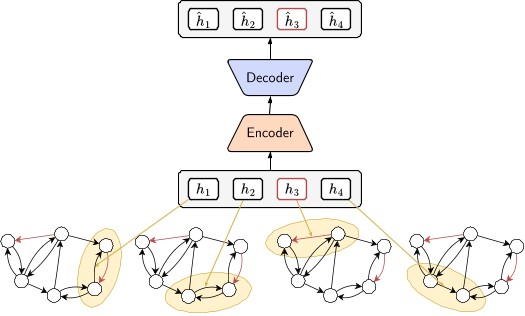 ĥ₁ ĥ₂ ĥ₃ ĥ₄
Decoder
Encoder
h₁ h₂ h₃ h₄